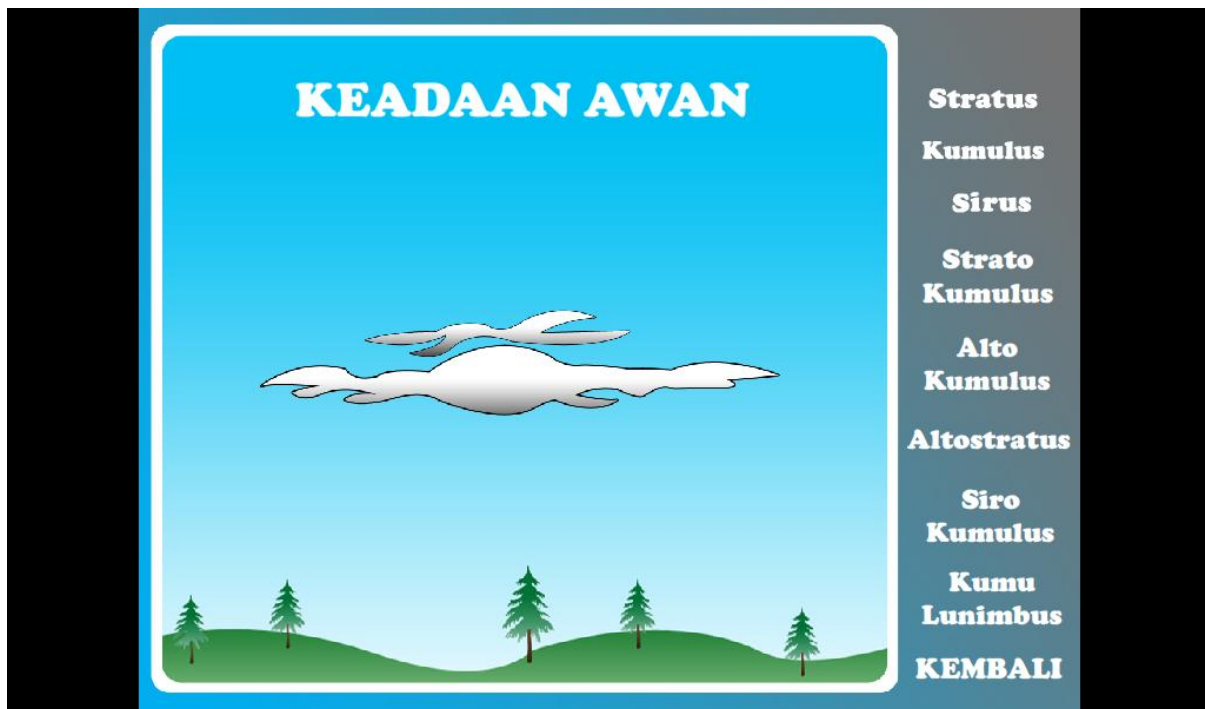 KEADAAN AWAN
Stratus
Kumulus
Sirus
Strato
Kumulus
Alto
Kumulus
Altostratus
Siro
Kumulus
Kumu
Lunimbus
KEMBALI